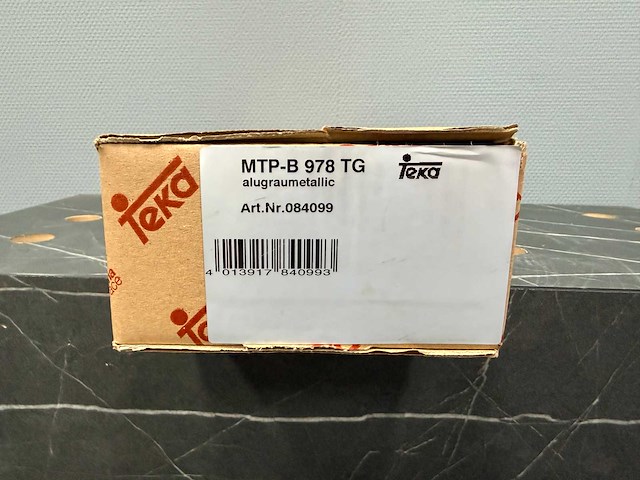 MTP-B 978 TG
Teka
alugraumetallic
Art.Nr.084099
4 013917 840993
Teka